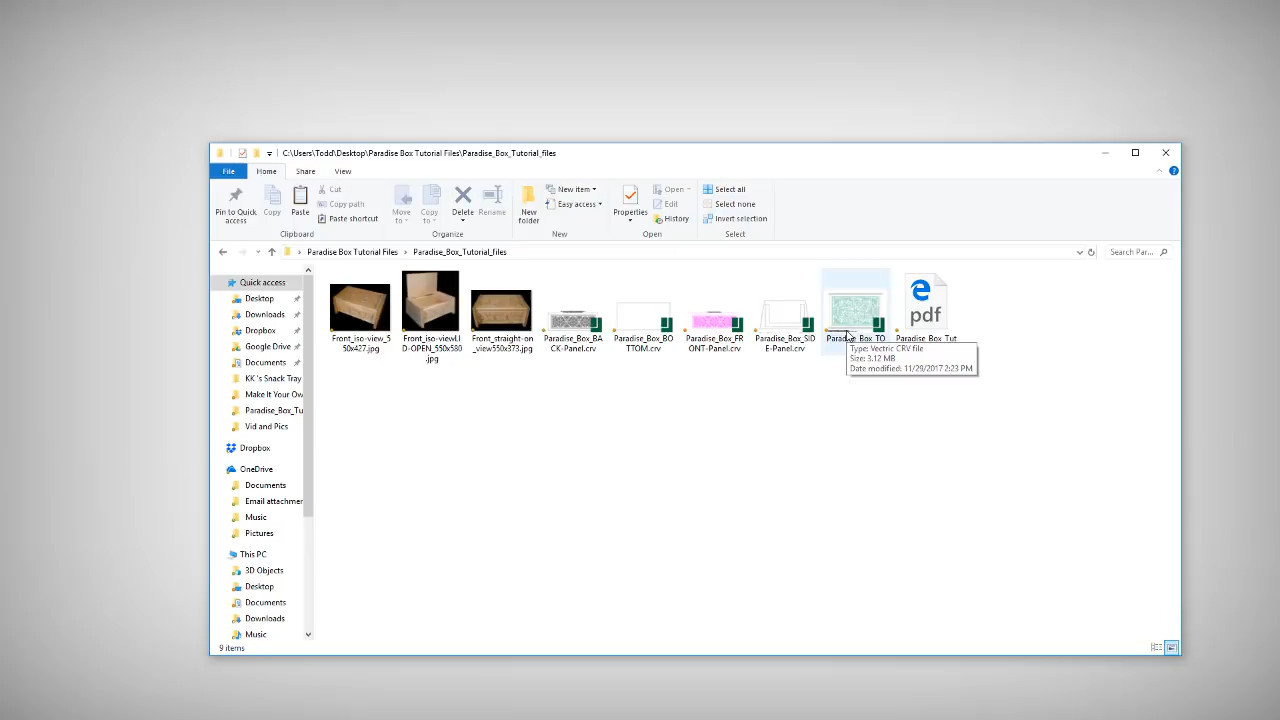 C:\Users\Todd\Desktop\Paradise Box Tutorial Files\Paradise_Box_Tutorial_files
File Home Share View
Pin to Quick access
Copy
Paste
Cut
Copy path
Paste shortcut
Clipboard
Move to
Copy to
Delete
Rename
Organize
New folder
New item
Easy access
New
Properties
Open
Edit
History
Open
Select all
Select none
Invert selection
Select
Paradise Box Tutorial Files > Paradise_Box_Tutorial_files
Search Par...
Quick access
Desktop
Downloads
Dropbox
Google Drive
Documents
KK's Snack Tray
Make It Your Ow
Paradise_Box_Tu
Vid and Pics
Dropbox
OneDrive
Documents
Email attachmer
Music
Pictures
This PC
3D Objects
Desktop
Documents
Downloads
Music
Front_iso-view_5
50x427.jpg
Front_iso-viewLI
D-OPEN_550x580
.jpg
Front_straight-on
_view550x373.jpg
Paradise_Box_BA
CK-Panel.crv
Paradise_Box_BO
TTOM.crv
Paradise_Box_FR
ONT-Panel.crv
Paradise_Box_SID
E-Panel.crv
Paradise_Box_TO
pdf
Paradise_Box_Tut
Type: Vectric CRV file
Size: 3.12 MB
Date modified: 11/29/2017 2:23 PM
9 items